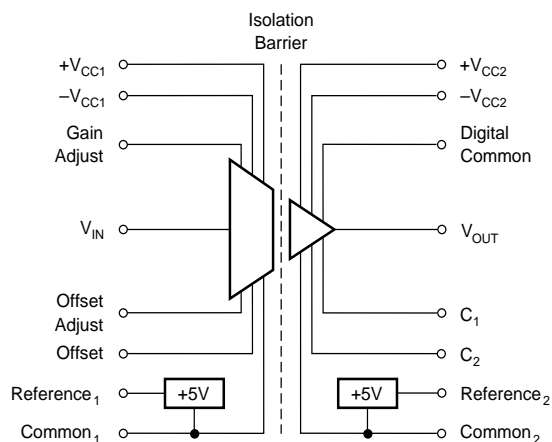 Isolation
Barrier
+VCC1
–VCC1
Gain
Adjust
VIN
Offset
Adjust
Offset
Reference1
+5V
Common1
+VCC2
–VCC2
Digital
Common
VOUT
C1
C2
+5V
Reference2
Common2